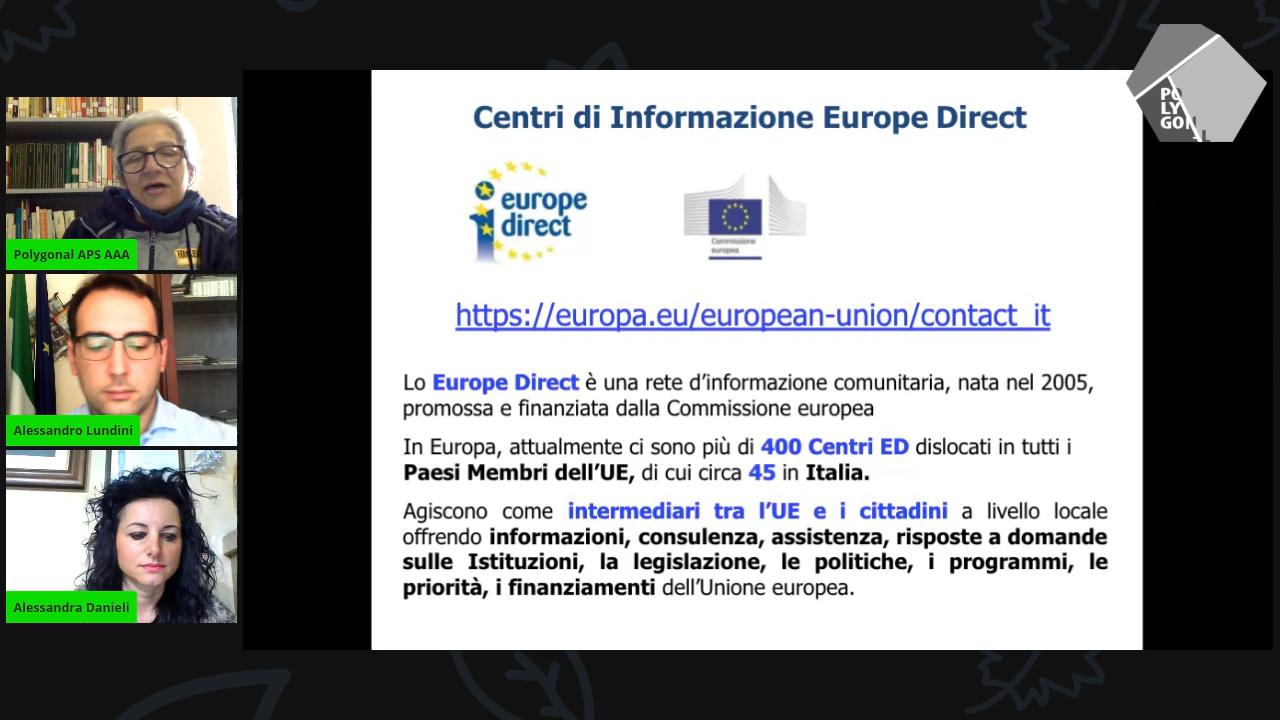 PO
LY
GON
AL
Centri di Informazione Europe Direct
europe
direct
Commissione
europea
https://europa.eu/european-union/contact_it
Lo Europe Direct è una rete d’informazione comunitaria, nata nel 2005,
promossa e finanziata dalla Commissione europea
In Europa, attualmente ci sono più di 400 Centri ED dislocati in tutti i
Paesi Membri dell’UE, di cui circa 45 in Italia.
Agiscono come intermediari tra l’UE e i cittadini a livello locale
offrendo informazioni, consulenza, assistenza, risposte a domande
sulle Istituzioni, la legislazione, le politiche, i programmi, le
priorità, i finanziamenti dell’Unione europea.
Polygonal APS AAA
Alessandro Lundini
Alessandra Danieli